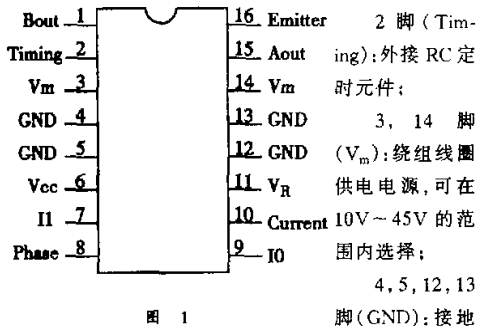 Bout 1 16 Emitter
Timing 2 15 Aout
Vm 3 14 Vm
GND 4 13 GND
GND 5 12 GND
Vcc 6 11 VR
I1 7 10 Current
Phase 8 9 I0
图 1
2 脚(Tim-
ing):外接 RC 定
时元件;
3, 14 脚
(Vm):绕组线圈
供电电源,可在
10V~45V 的范
围内选择;
4,5,12,13
脚(GND):接地